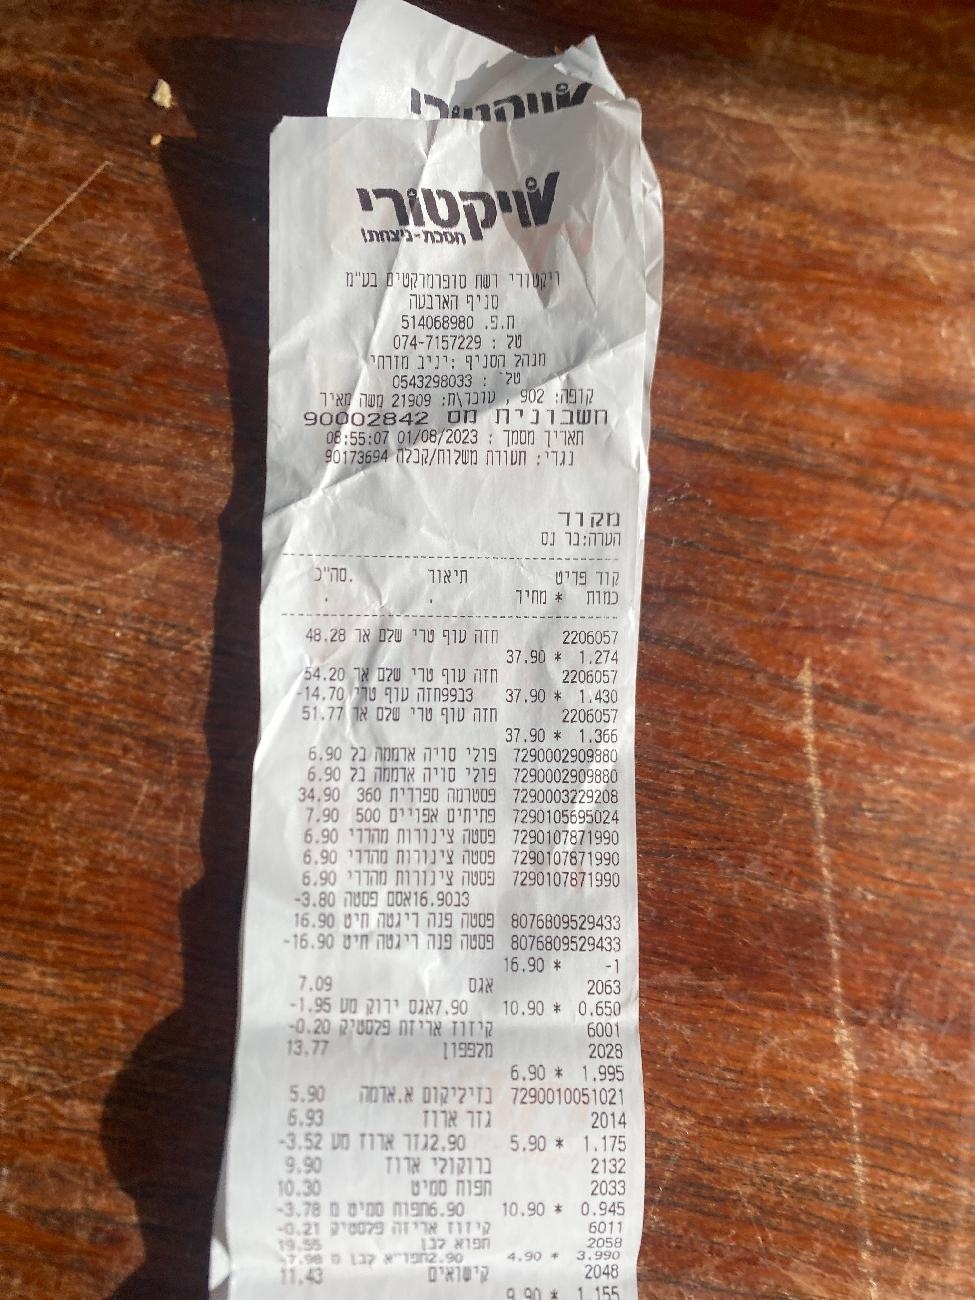 ויקטורי
ויקטורי
חסכת-ניצחת!
ויקטורי רשת סופרמרקטים בע"מ
סניף הארבעה
ח.פ. 514068980
טל : 074-7157229
מנהל הסניף :יניב מזרחי
טל : 0543298033
קופה: 902 , עובד\ת: 21909 משה מאיר
חשבונית מס 90002842
תאריך מסמך : 01/08/2023 08:55:07
נגדי: תעודת משלוח/קבלה 90173694
מקור
הערה:בר נס
קוד פריט תיאור סה"כ.
כמות * מחיר . .
2206057 חזה עוף טרי שלם אר 48.28
1.274 * 37.90
2206057 חזה עוף טרי שלם אר 54.20
1.430 * 37.90 3ב99חזה עוף טרי -14.70
2206057 חזה עוף טרי שלם אר 51.77
1.366 * 37.90
7290002909880 פולי סויה אדממה בל 6.90
7290002909880 פולי סויה אדממה בל 6.90
7290003229208 פסטרמה ספרדית 360 34.90
7290105695024 פתיתים אפויים 500 7.90
7290107871990 פסטה צינורות מהדרי 6.90
7290107871990 פסטה צינורות מהדרי 6.90
7290107871990 פסטה צינורות מהדרי 6.90
3ב16.90אסם פסטה -3.80
8076809529433 פסטה פנה ריגטה חיט 16.90
8076809529433 פסטה פנה ריגטה חיט -16.90
-1 * 16.90
2063 אגס 7.09
0.650 * 10.90 7.90אגס ירוק מע -1.95
6001 קיזוז אריזת פלסטיק -0.20
2028 מלפפון 13.77
1.995 * 6.90
7290010051021 בזיליקום א.אדמה 5.90
2014 גזר ארוז 6.93
1.175 * 5.90 2.90גזר ארוז מע -3.52
2132 ברוקולי ארוז 9.90
2033 תפוח סמיט 10.30
0.945 * 10.90 6.90תפוח סמיט מ -3.78
6011 קיזוז אריזה פלסטיק -0.21
2058 תפוא לבן 19.55
3.990 * 4.90 2.90תפו"א לבן מ -7.98
2048 קישואים 11.43
1.155 * 9.90